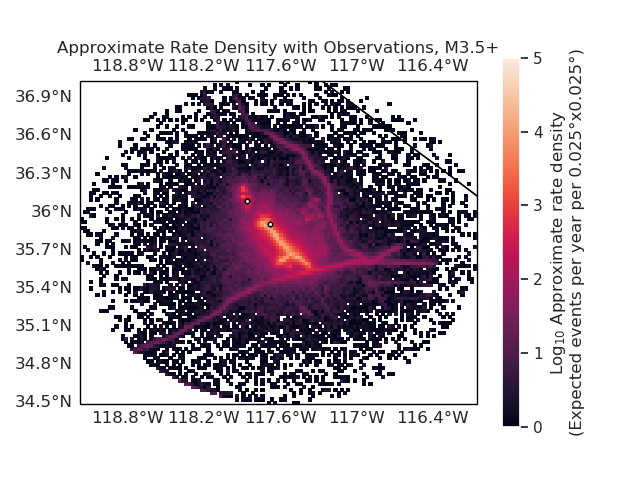 Approximate Rate Density with Observations, M3.5+
118.8°W 118.2°W 117.6°W 117°W 116.4°W
36.9°N
36.6°N
36.3°N
36°N
35.7°N
35.4°N
35.1°N
34.8°N
34.5°N
118.8°W 118.2°W 117.6°W 117°W 116.4°W
5
4
3
2
1
0
Log₁₀ Approximate rate density
(Expected events per year per 0.025°x0.025°)